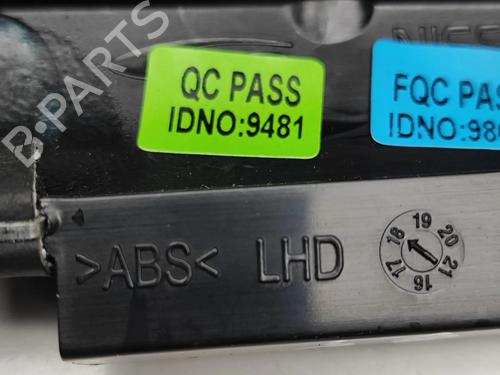 QC PASS
IDNO:9481
FQC PAS
IDNO:98
>ABS< LHD
16 17 18 19 20 21
B-PARTS